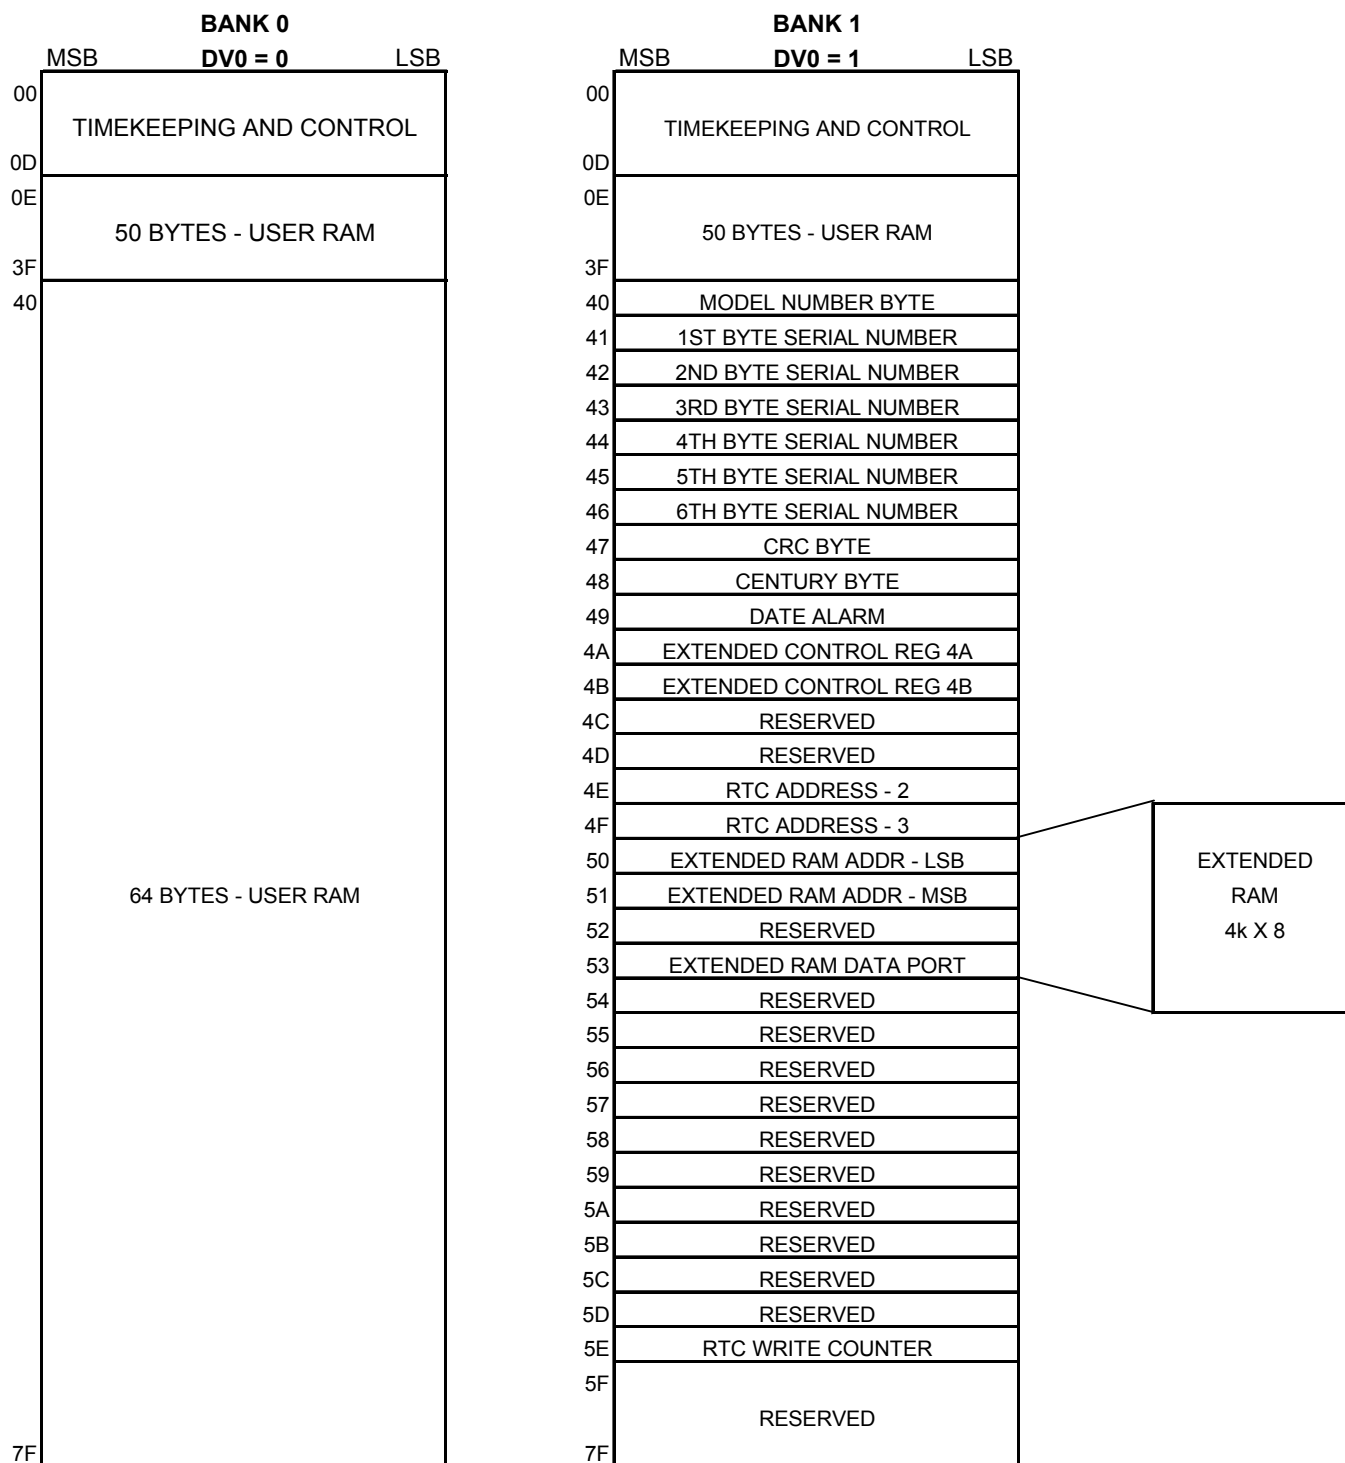 BANK 0
MSB DV0 = 0 LSB
00
TIMEKEEPING AND CONTROL
0D
0E
50 BYTES - USER RAM
3F
40
64 BYTES - USER RAM
7F
BANK 1
MSB DV0 = 1 LSB
00
TIMEKEEPING AND CONTROL
0D
0E
50 BYTES - USER RAM
3F
40 MODEL NUMBER BYTE
41 1ST BYTE SERIAL NUMBER
42 2ND BYTE SERIAL NUMBER
43 3RD BYTE SERIAL NUMBER
44 4TH BYTE SERIAL NUMBER
45 5TH BYTE SERIAL NUMBER
46 6TH BYTE SERIAL NUMBER
47 CRC BYTE
48 CENTURY BYTE
49 DATE ALARM
4A EXTENDED CONTROL REG 4A
4B EXTENDED CONTROL REG 4B
4C RESERVED
4D RESERVED
4E RTC ADDRESS - 2
4F RTC ADDRESS - 3
50 EXTENDED RAM ADDR - LSB
51 EXTENDED RAM ADDR - MSB
52 RESERVED
53 EXTENDED RAM DATA PORT
54 RESERVED
55 RESERVED
56 RESERVED
57 RESERVED
58 RESERVED
59 RESERVED
5A RESERVED
5B RESERVED
5C RESERVED
5D RESERVED
5E RTC WRITE COUNTER
5F
RESERVED
7F
EXTENDED
RAM
4k X 8